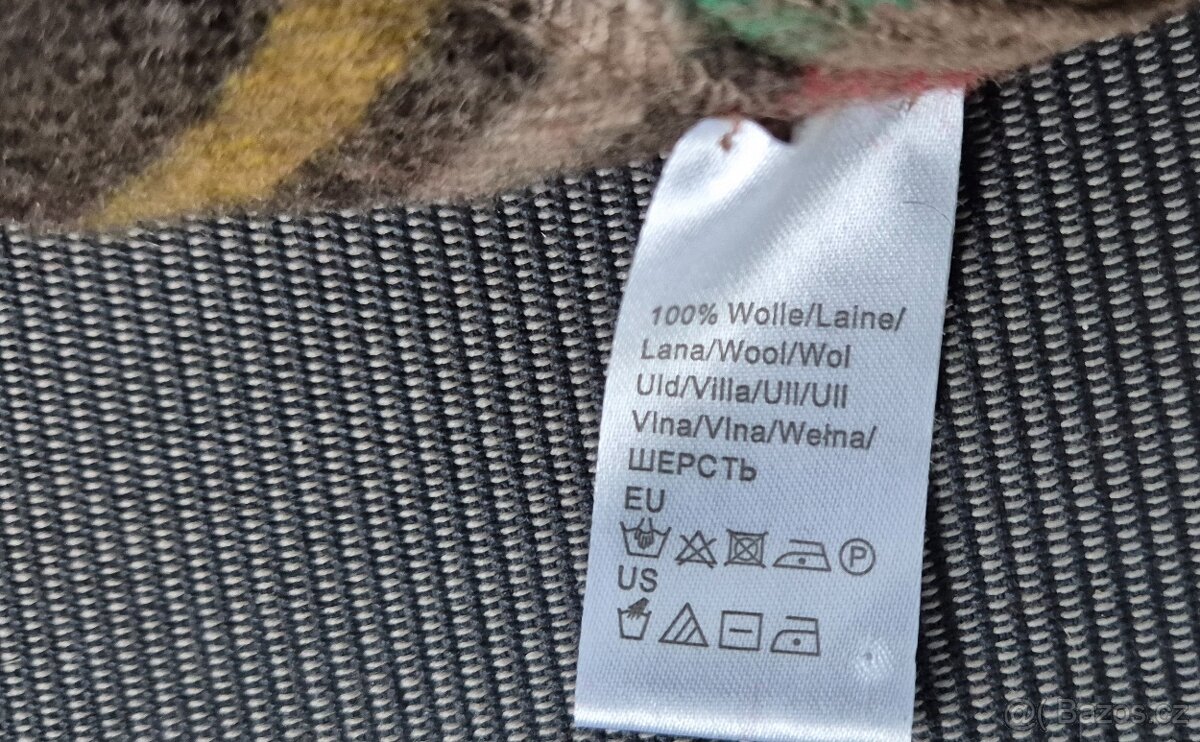 100% Wolle/Laine/
Lana/Wool/Wol
Uld/Villa/Ull/Ull
Vlna/Vlna/Wełna/
ШЕРСТЬ
EU
P
US
Bazos.cz